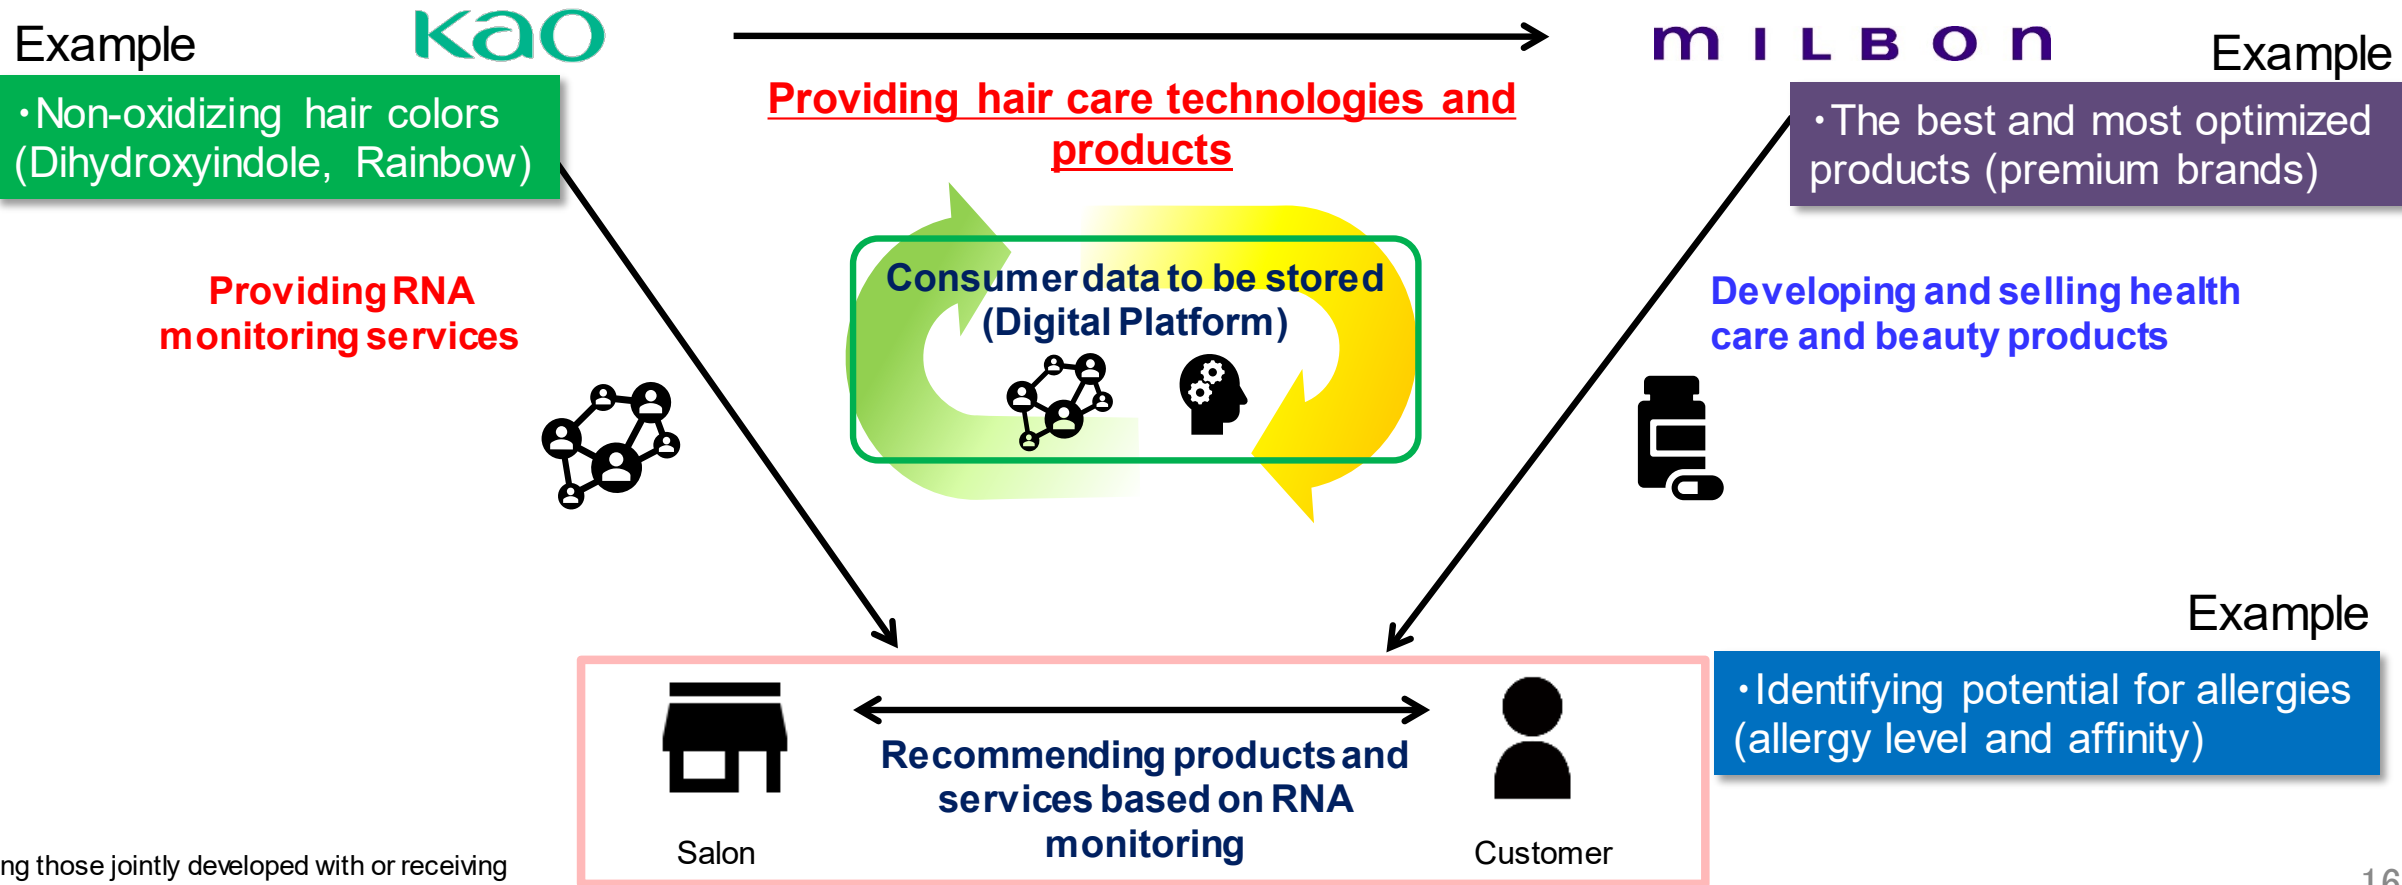 Example
Kao
MILBON
Example
・Non-oxidizing hair colors
(Dihydroxyindole, Rainbow)
Providing hair care technologies and
products
・The best and most optimized
products (premium brands)
Providing RNA
monitoring services
Consumer data to be stored
(Digital Platform)
Developing and selling health
care and beauty products
Example
・Identifying potential for allergies
(allergy level and affinity)
Recommending products and
services based on RNA
monitoring
Salon
Customer
ng those jointly developed with or receiving
16